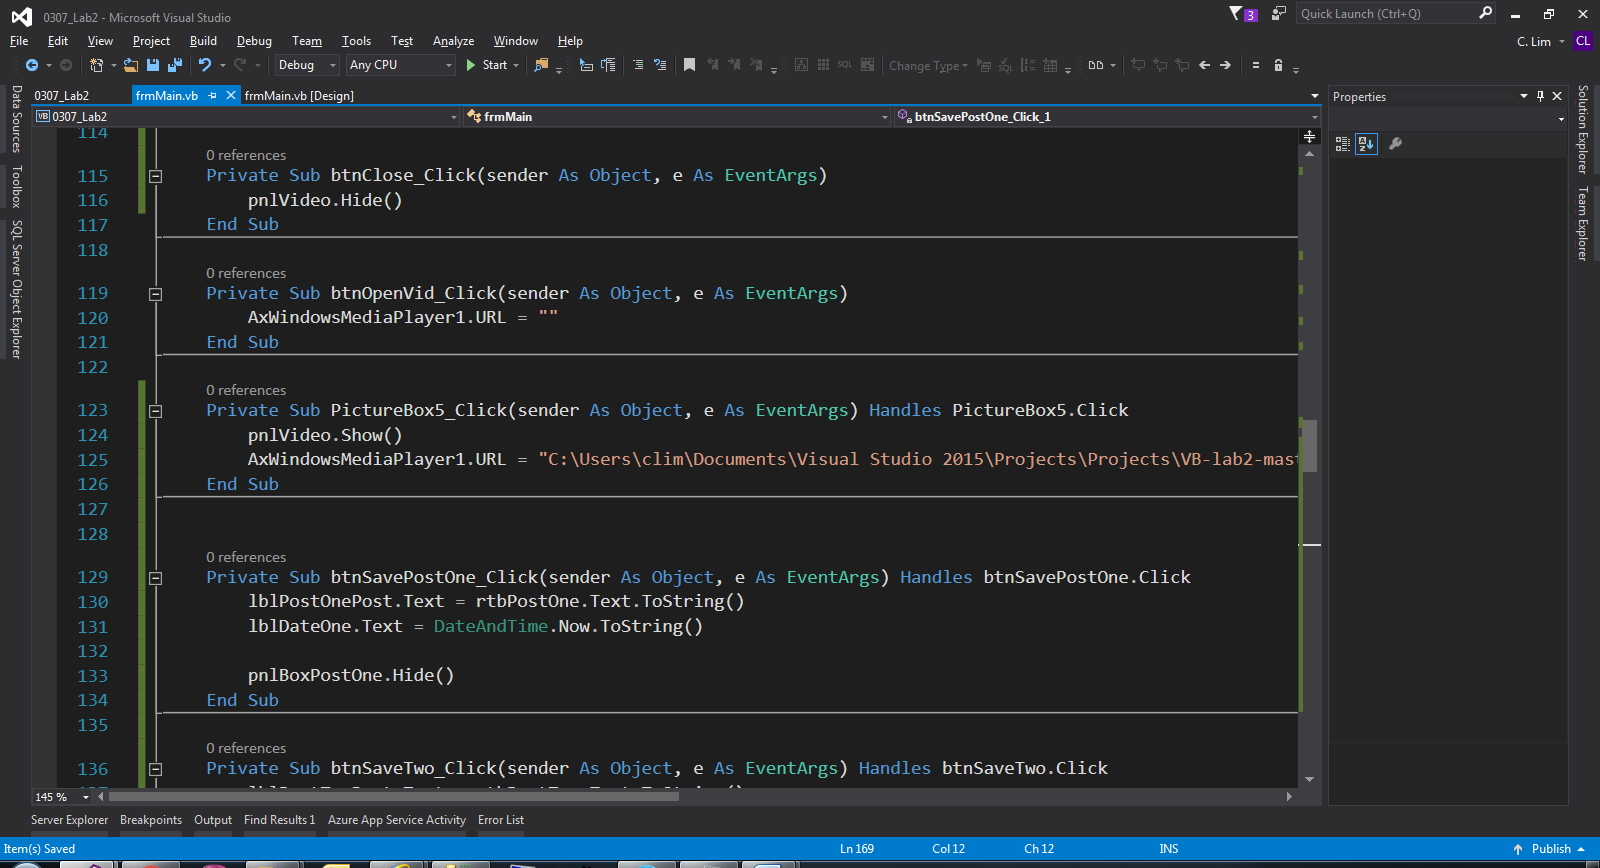 0307_Lab2 - Microsoft Visual Studio
3
Quick Launch (Ctrl+Q)
File Edit View Project Build Debug Team Tools Test Analyze Window Help
C. Lim CL
Debug Any CPU Start SQL Change Type SQL
0307_Lab2 frmMain.vb frmMain.vb [Design]
Properties
VB 0307_Lab2 frmMain btnSavePostOne_Click_1
Data Sources
Toolbox
SQL Server Object Explorer
Solution Explorer
Team Explorer
114
0 references
115 Private Sub btnClose_Click(sender As Object, e As EventArgs)
116 pnlVideo.Hide()
117 End Sub
118
0 references
119 Private Sub btnOpenVid_Click(sender As Object, e As EventArgs)
120 AxWindowsMediaPlayer1.URL = ""
121 End Sub
122
0 references
123 Private Sub PictureBox5_Click(sender As Object, e As EventArgs) Handles PictureBox5.Click
124 pnlVideo.Show()
125 AxWindowsMediaPlayer1.URL = "C:\Users\clim\Documents\Visual Studio 2015\Projects\Projects\VB-lab2-mast
126 End Sub
127
128
0 references
129 Private Sub btnSavePostOne_Click(sender As Object, e As EventArgs) Handles btnSavePostOne.Click
130 lblPostOnePost.Text = rtbPostOne.Text.ToString()
131 lblDateOne.Text = DateAndTime.Now.ToString()
132
133 pnlBoxPostOne.Hide()
134 End Sub
135
0 references
136 Private Sub btnSaveTwo_Click(sender As Object, e As EventArgs) Handles btnSaveTwo.Click
145 %
Server Explorer Breakpoints Output Find Results 1 Azure App Service Activity Error List
Item(s) Saved Ln 169 Col 12 Ch 12 INS Publish